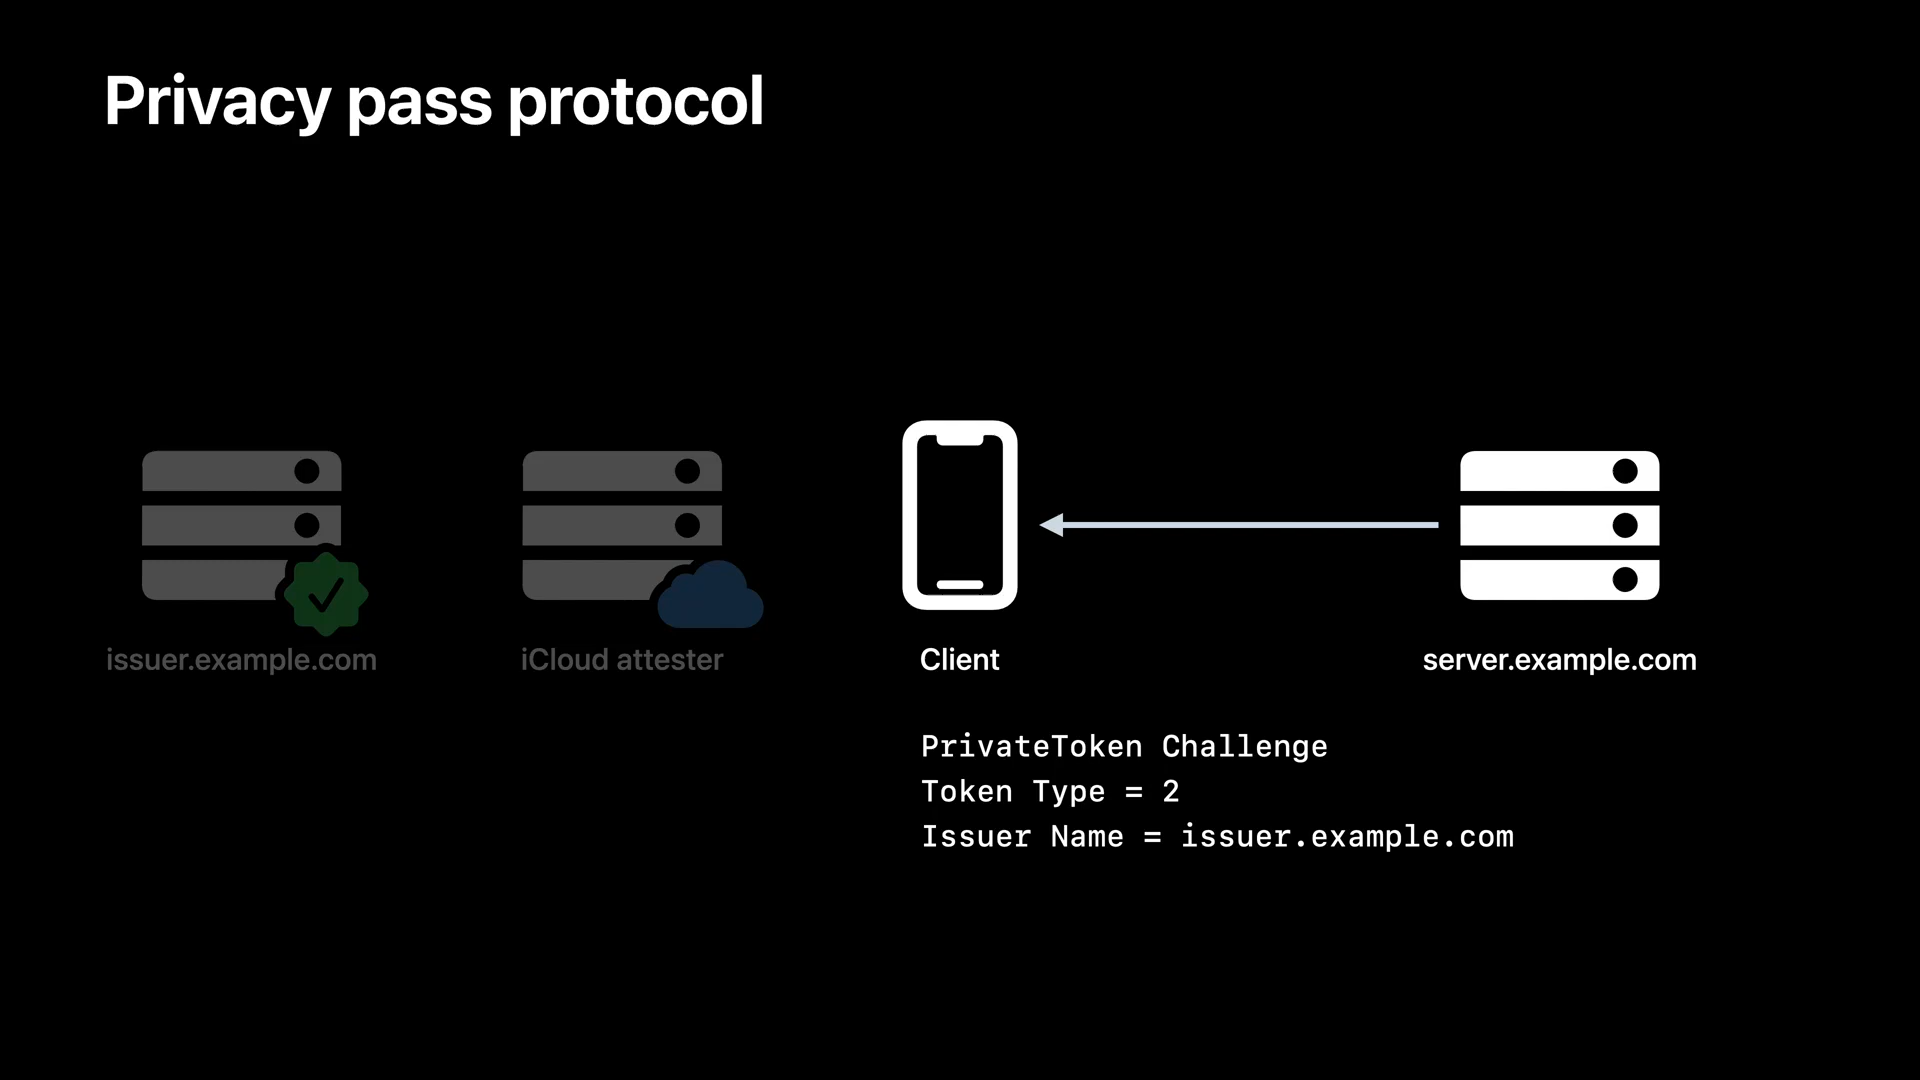 Privacy pass protocol
issuer.example.com
iCloud attester
Client
server.example.com
PrivateToken Challenge
Token Type = 2
Issuer Name = issuer.example.com